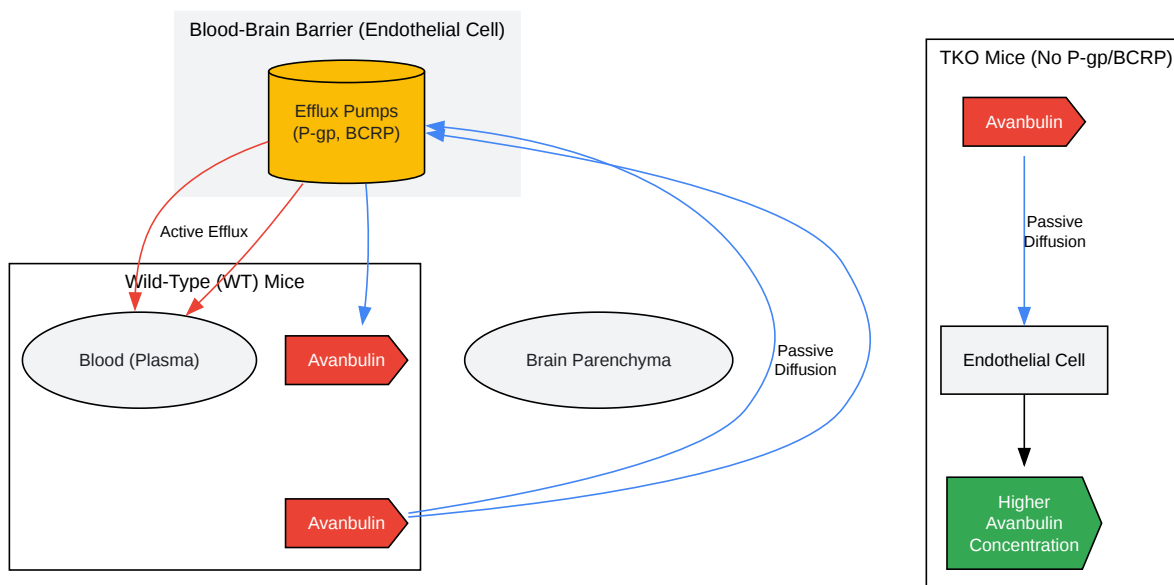 Blood-Brain Barrier (Endothelial Cell)
Efflux Pumps
(P-gp, BCRP)
Active Efflux
Wild-Type (WT) Mice
Blood (Plasma)
Avanbulin
Brain Parenchyma
Passive
Diffusion
Avanbulin
TKO Mice (No P-gp/BCRP)
Avanbulin
Passive
Diffusion
Endothelial Cell
Higher
Avanbulin
Concentration